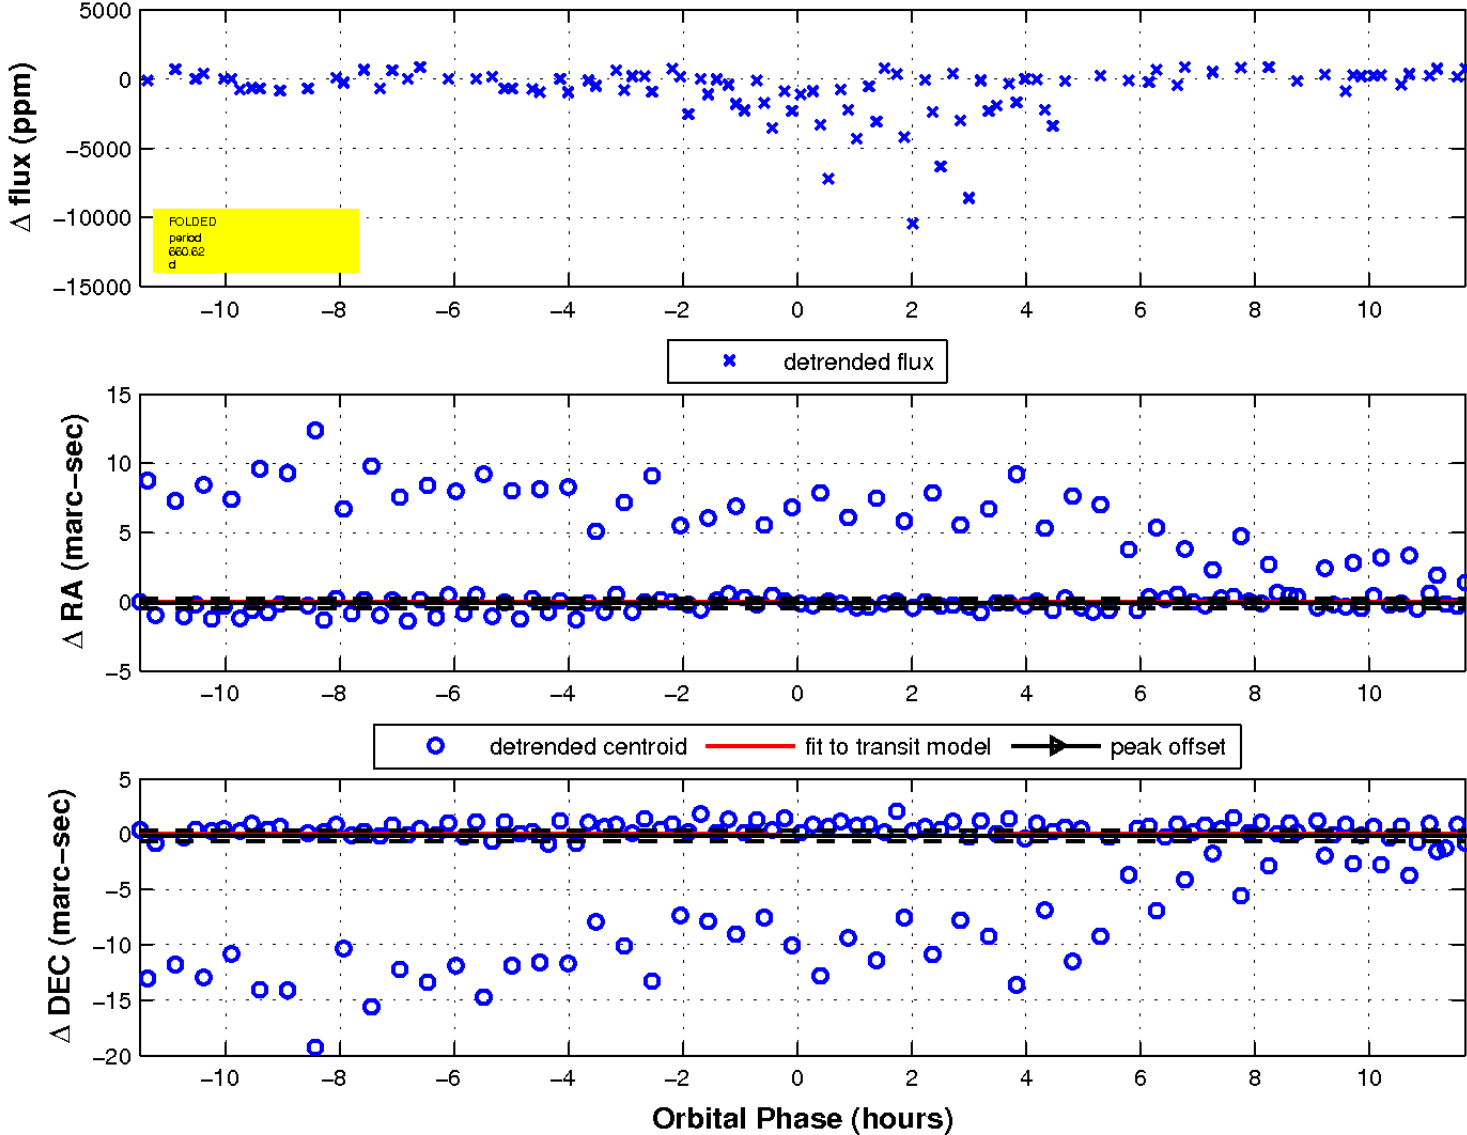 5000
0
−5000
−10000
−15000
Δ flux (ppm)
FOLDED
period
660.62
d
−10 −8 −6 −4 −2 0 2 4 6 8 10
detrended flux
15
10
5
0
−5
Δ RA (marc−sec)
−10 −8 −6 −4 −2 0 2 4 6 8 10
detrended centroid fit to transit model peak offset
5
0
−5
−10
−15
−20
Δ DEC (marc−sec)
−10 −8 −6 −4 −2 0 2 4 6 8 10
Orbital Phase (hours)